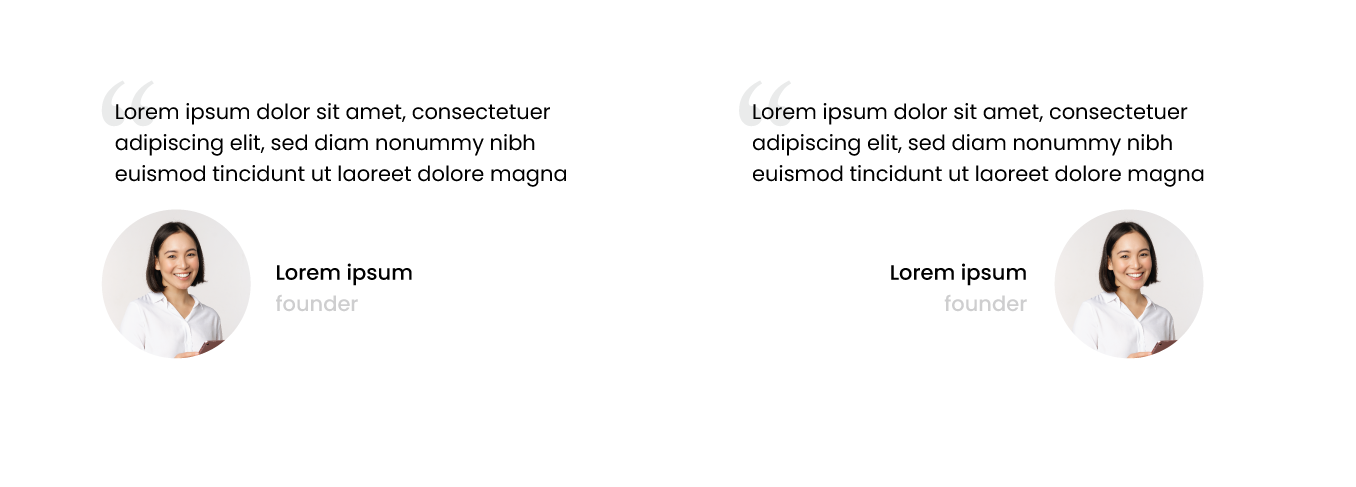 “
Lorem ipsum dolor sit amet, consectetuer
adipiscing elit, sed diam nonummy nibh
euismod tincidunt ut laoreet dolore magna
Lorem ipsum
founder
“
Lorem ipsum dolor sit amet, consectetuer
adipiscing elit, sed diam nonummy nibh
euismod tincidunt ut laoreet dolore magna
Lorem ipsum
founder